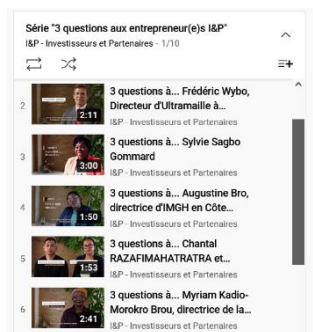 Série "3 questions aux entrepreneur(e)s I&P"
I&P - Investisseurs et Partenaires - 1/10
2
2:11
3 questions à... Frédéric Wybo,
Directeur d'Ultramaille à...
I&P - Investisseurs et Partenaires
3
3:00
3 questions à... Sylvie Sagbo
Gommard
I&P - Investisseurs et Partenaires
4
1:50
3 questions à... Augustine Bro,
directrice d'IMGH en Côte...
I&P - Investisseurs et Partenaires
5
1:53
3 questions à... Chantal
RAZAFIMAHATRATRA et...
I&P - Investisseurs et Partenaires
6
2:41
3 questions à... Myriam Kadio-
Morokro Brou, directrice de la...
I&P - Investisseurs et Partenaires